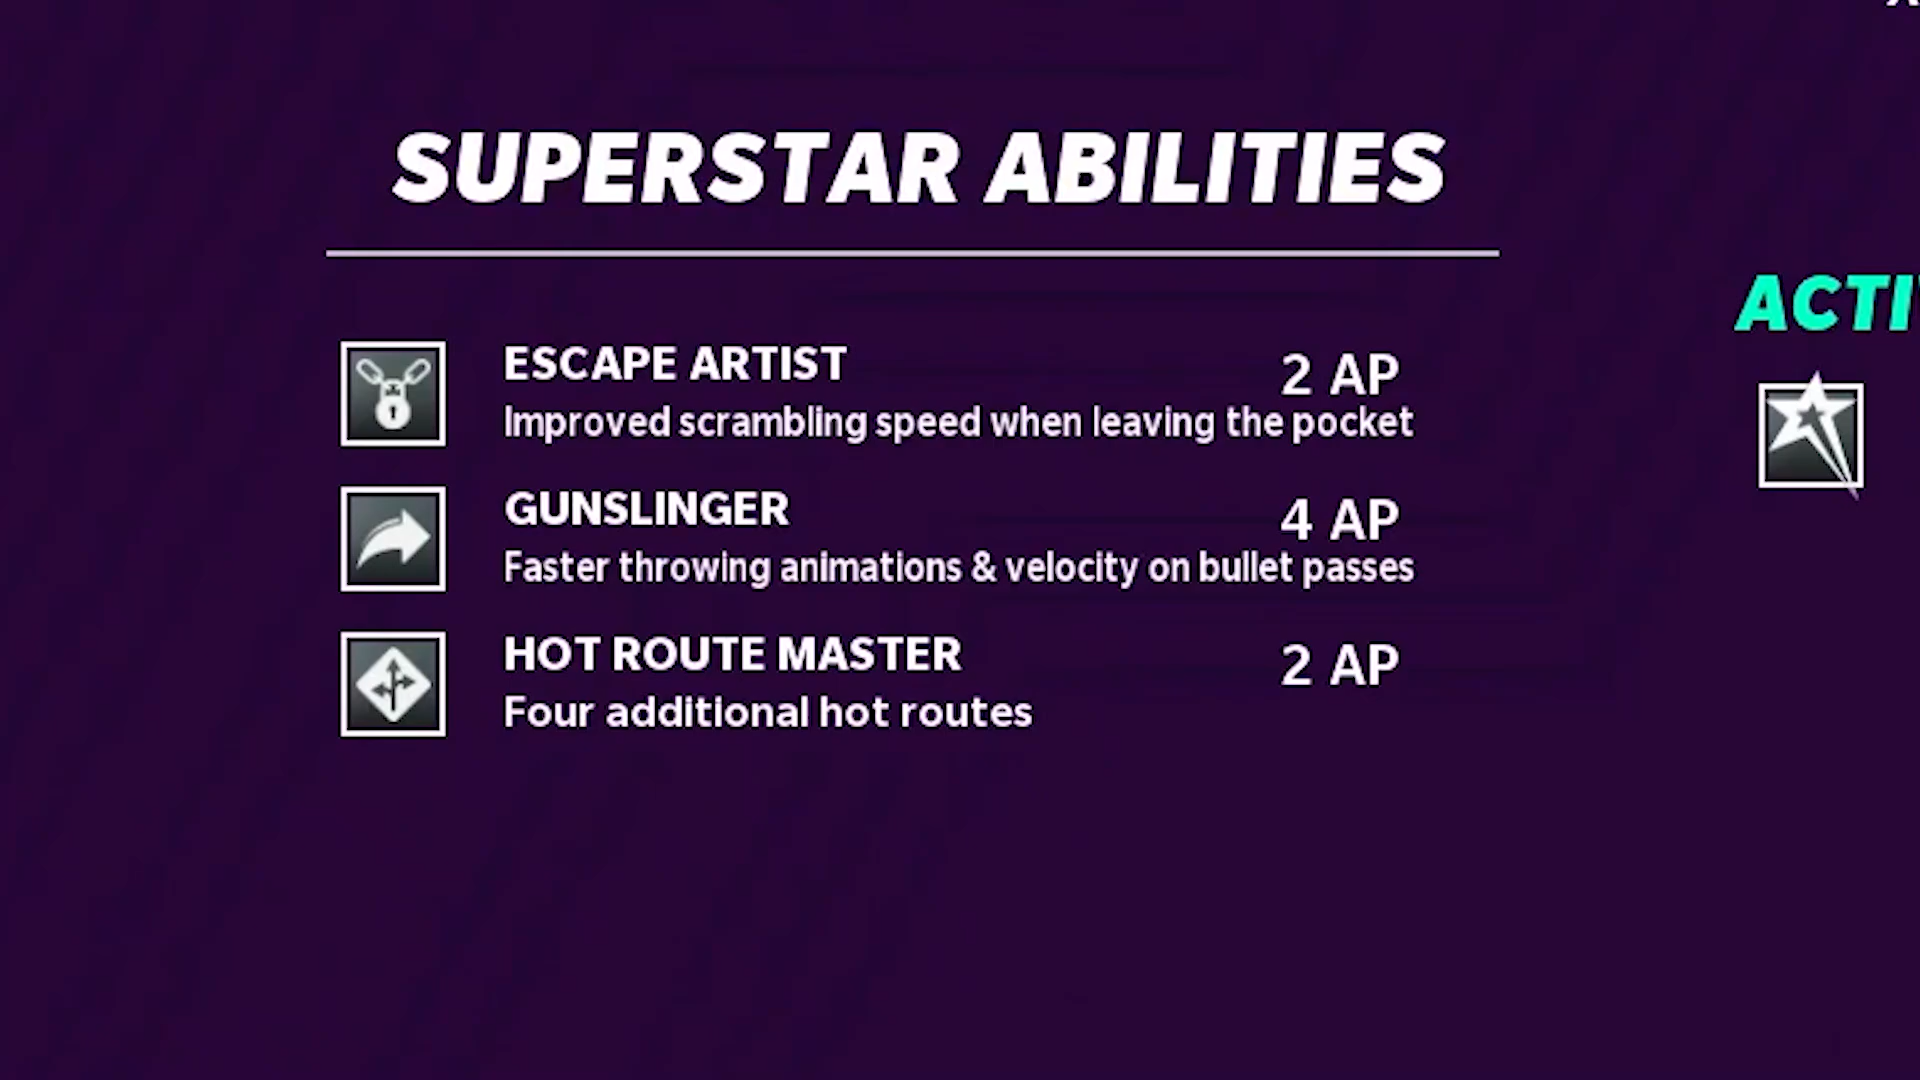 SUPERSTAR ABILITIES
ESCAPE ARTIST
2 AP
Improved scrambling speed when leaving the pocket
GUNSLINGER
4 AP
Faster throwing animations & velocity on bullet passes
HOT ROUTE MASTER
2 AP
Four additional hot routes